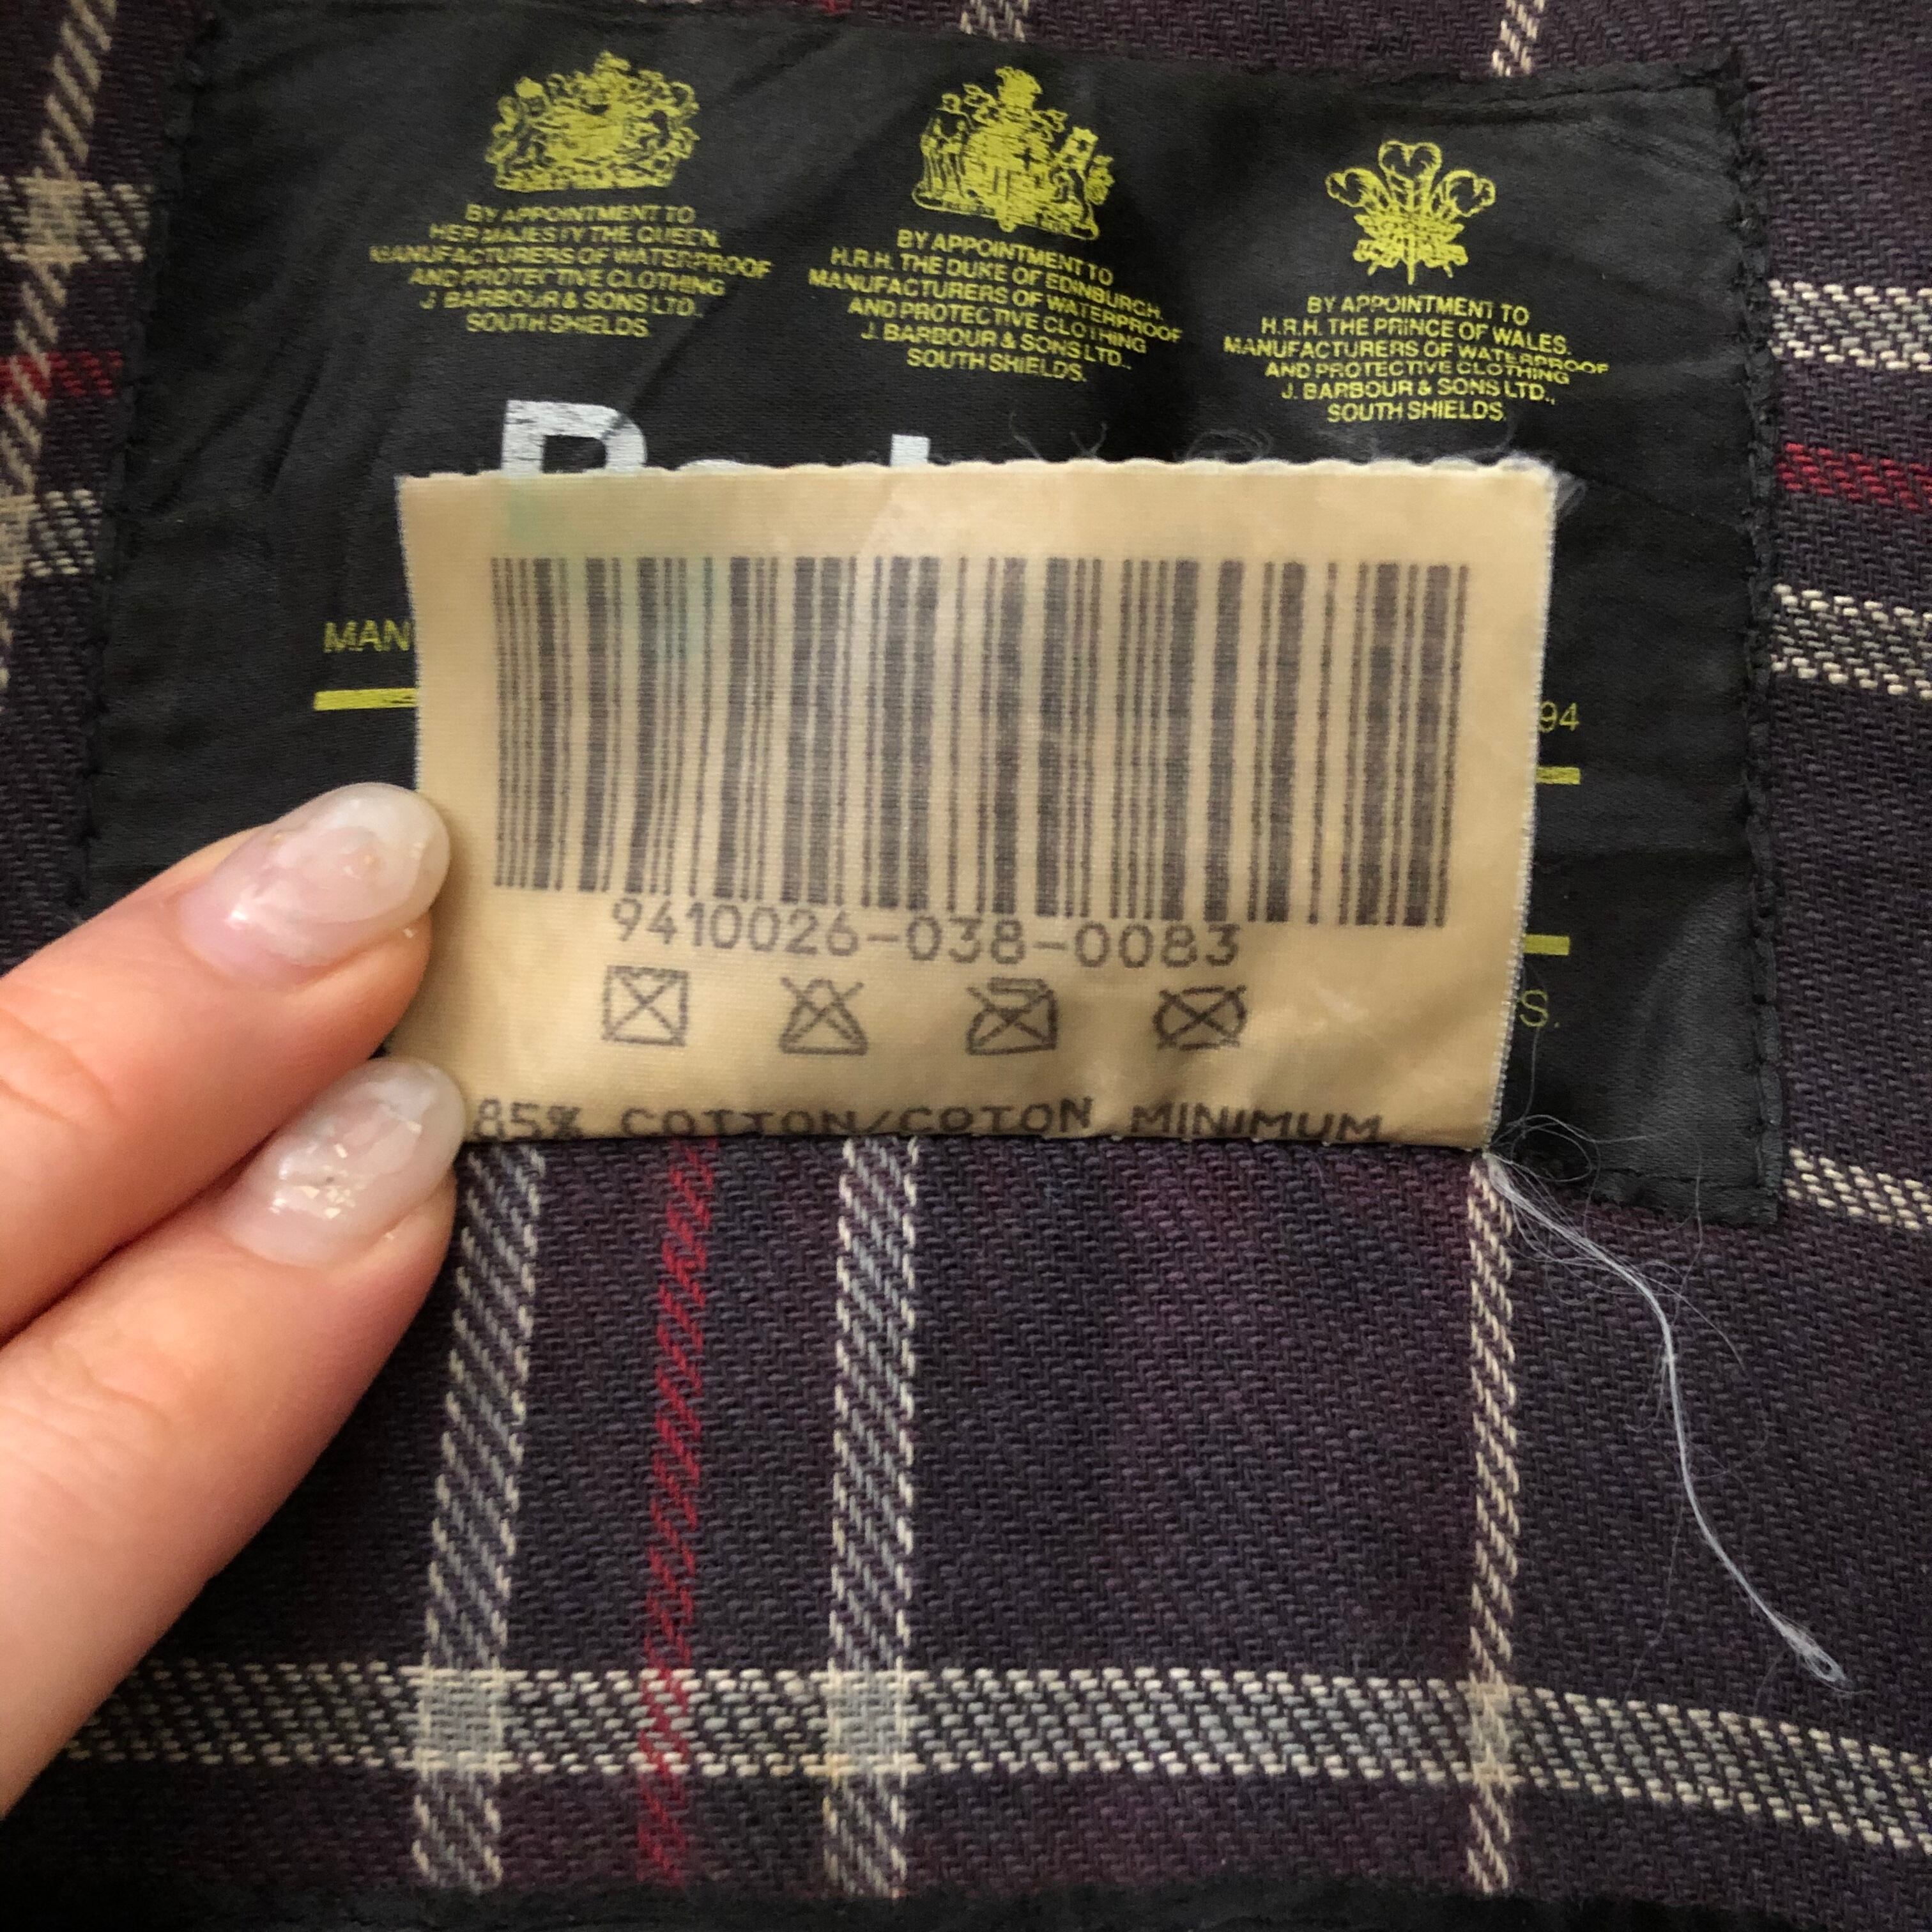 BY APPOINTMENT TO
HER MAJESTY THE QUEEN.
MANUFACTURERS OF WATERPROOF
AND PROTECTIVE CLOTHING
J. BARBOUR & SONS LTD.,
SOUTH SHIELDS.
BY APPOINTMENT TO
H.R.H. THE DUKE OF EDINBURGH.
MANUFACTURERS OF WATERPROOF
AND PROTECTIVE CLOTHING
J. BARBOUR & SONS LTD.,
SOUTH SHIELDS.
BY APPOINTMENT TO
H.R.H. THE PRINCE OF WALES.
MANUFACTURERS OF WATERPROOF
AND PROTECTIVE CLOTHING
J. BARBOUR & SONS LTD.,
SOUTH SHIELDS.
MAN
94
9410026-038-0083
S.
85% COTTON/COTON MINIMUM